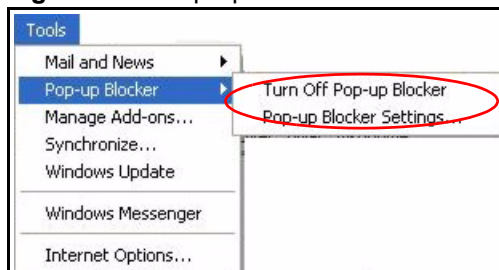 Tools
Mail and News
Pop-up Blocker
Turn Off Pop-up Blocker
Manage Add-ons...
Pop-up Blocker Settings...
Synchronize...
Windows Update
Windows Messenger
Internet Options...